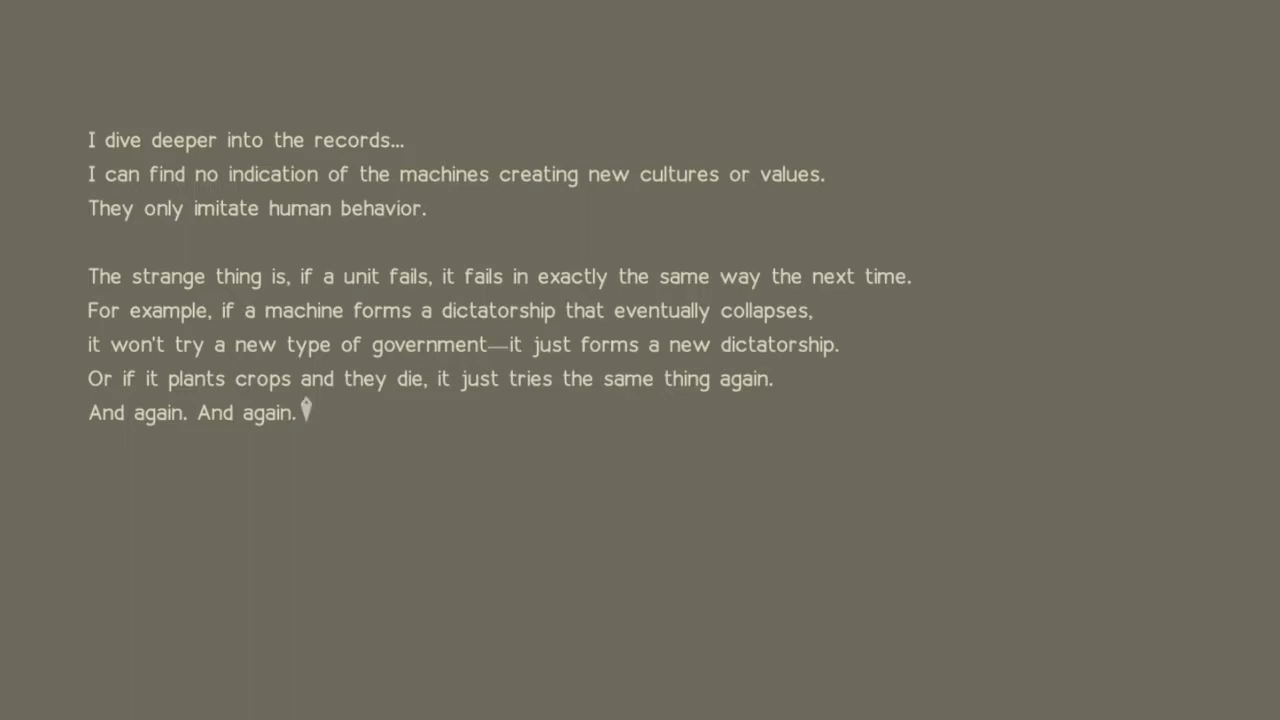 I dive deeper into the records...
I can find no indication of the machines creating new cultures or values.
They only imitate human behavior.
The strange thing is, if a unit fails, it fails in exactly the same way the next time.
For example, if a machine forms a dictatorship that eventually collapses,
it won't try a new type of government—it just forms a new dictatorship.
Or if it plants crops and they die, it just tries the same thing again.
And again. And again.